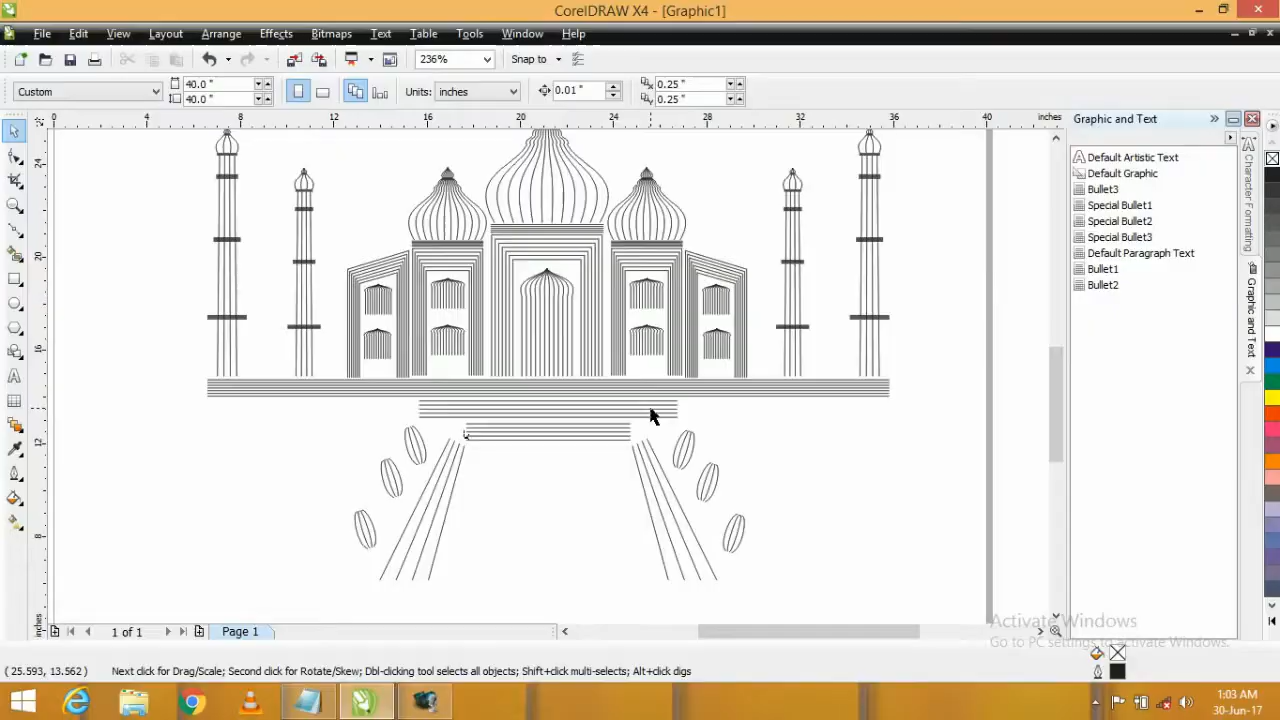 CorelDRAW X4 - [Graphic1]
File Edit View Layout Arrange Effects Bitmaps Text Table Tools Window Help
236% Snap to
Custom 40.0 " 40.0 " Units: inches 0.01 " 0.25 " 0.25 "
0 4 8 12 16 20 24 28 32 36 40 inches
24 20 16 12 8 inches
Graphic and Text
Default Artistic Text
Default Graphic
Bullet3
Special Bullet1
Special Bullet2
Special Bullet3
Default Paragraph Text
Bullet1
Bullet2
Character Formatting
Graphic and Text
Activate Windows
Go to PC settings to activate Windows.
1 of 1 Page 1
( 25.593, 13.562 ) Next click for Drag/Scale; Second click for Rotate/Skew; Dbl-clicking tool selects all objects; Shift+click multi-selects; Alt+click digs
1:03 AM
30-Jun-17